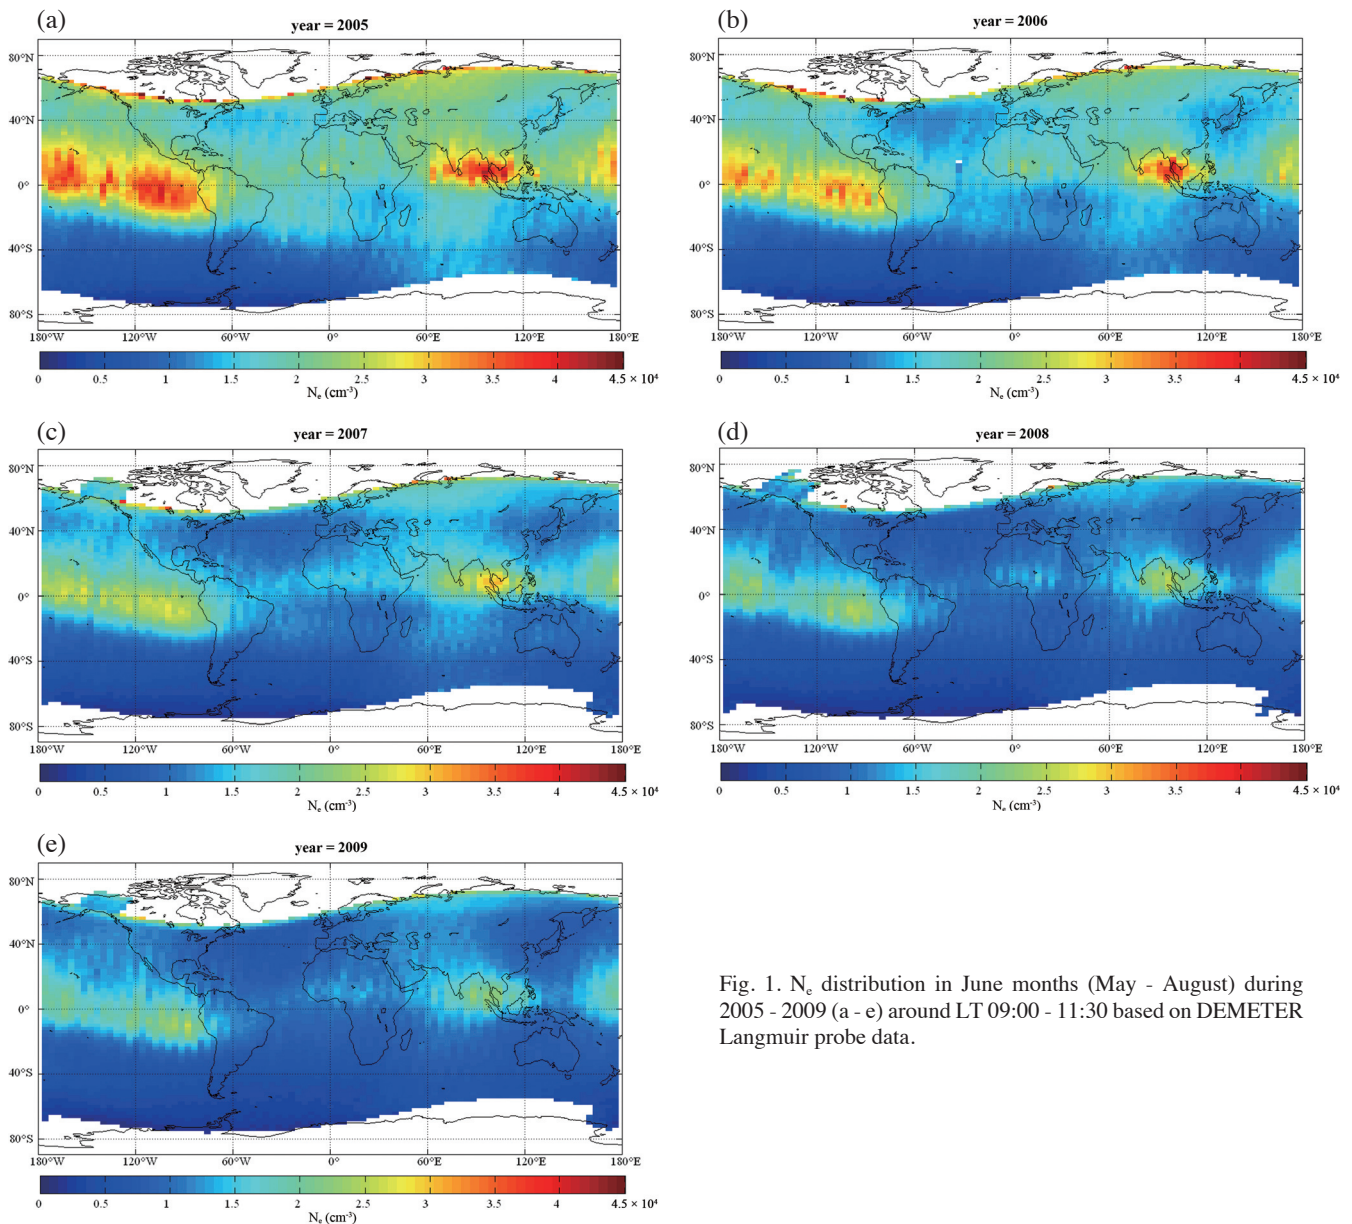 (a)
year = 2005
80°N
40°N
0°
40°S
80°S
180°W 120°W 60°W 0° 60°E 120°E 180°E
0 0.5 1 1.5 2 2.5 3 3.5 4 4.5 × 10⁴
Nₑ (cm⁻³)
(b)
year = 2006
80°N
40°N
0°
40°S
80°S
180°W 120°W 60°W 0° 60°E 120°E 180°E
0 0.5 1 1.5 2 2.5 3 3.5 4 4.5 × 10⁴
Nₑ (cm⁻³)
(c)
year = 2007
80°N
40°N
0°
40°S
80°S
180°W 120°W 60°W 0° 60°E 120°E 180°E
0 0.5 1 1.5 2 2.5 3 3.5 4 4.5 × 10⁴
Nₑ (cm⁻³)
(d)
year = 2008
80°N
40°N
0°
40°S
80°S
180°W 120°W 60°W 0° 60°E 120°E 180°E
0 0.5 1 1.5 2 2.5 3 3.5 4 4.5 × 10⁴
Nₑ (cm⁻³)
(e)
year = 2009
80°N
40°N
0°
40°S
80°S
180°W 120°W 60°W 0° 60°E 120°E 180°E
0 0.5 1 1.5 2 2.5 3 3.5 4 4.5 × 10⁴
Nₑ (cm⁻³)
Fig. 1. Nₑ distribution in June months (May - August) during
2005 - 2009 (a - e) around LT 09:00 - 11:30 based on DEMETER
Langmuir probe data.